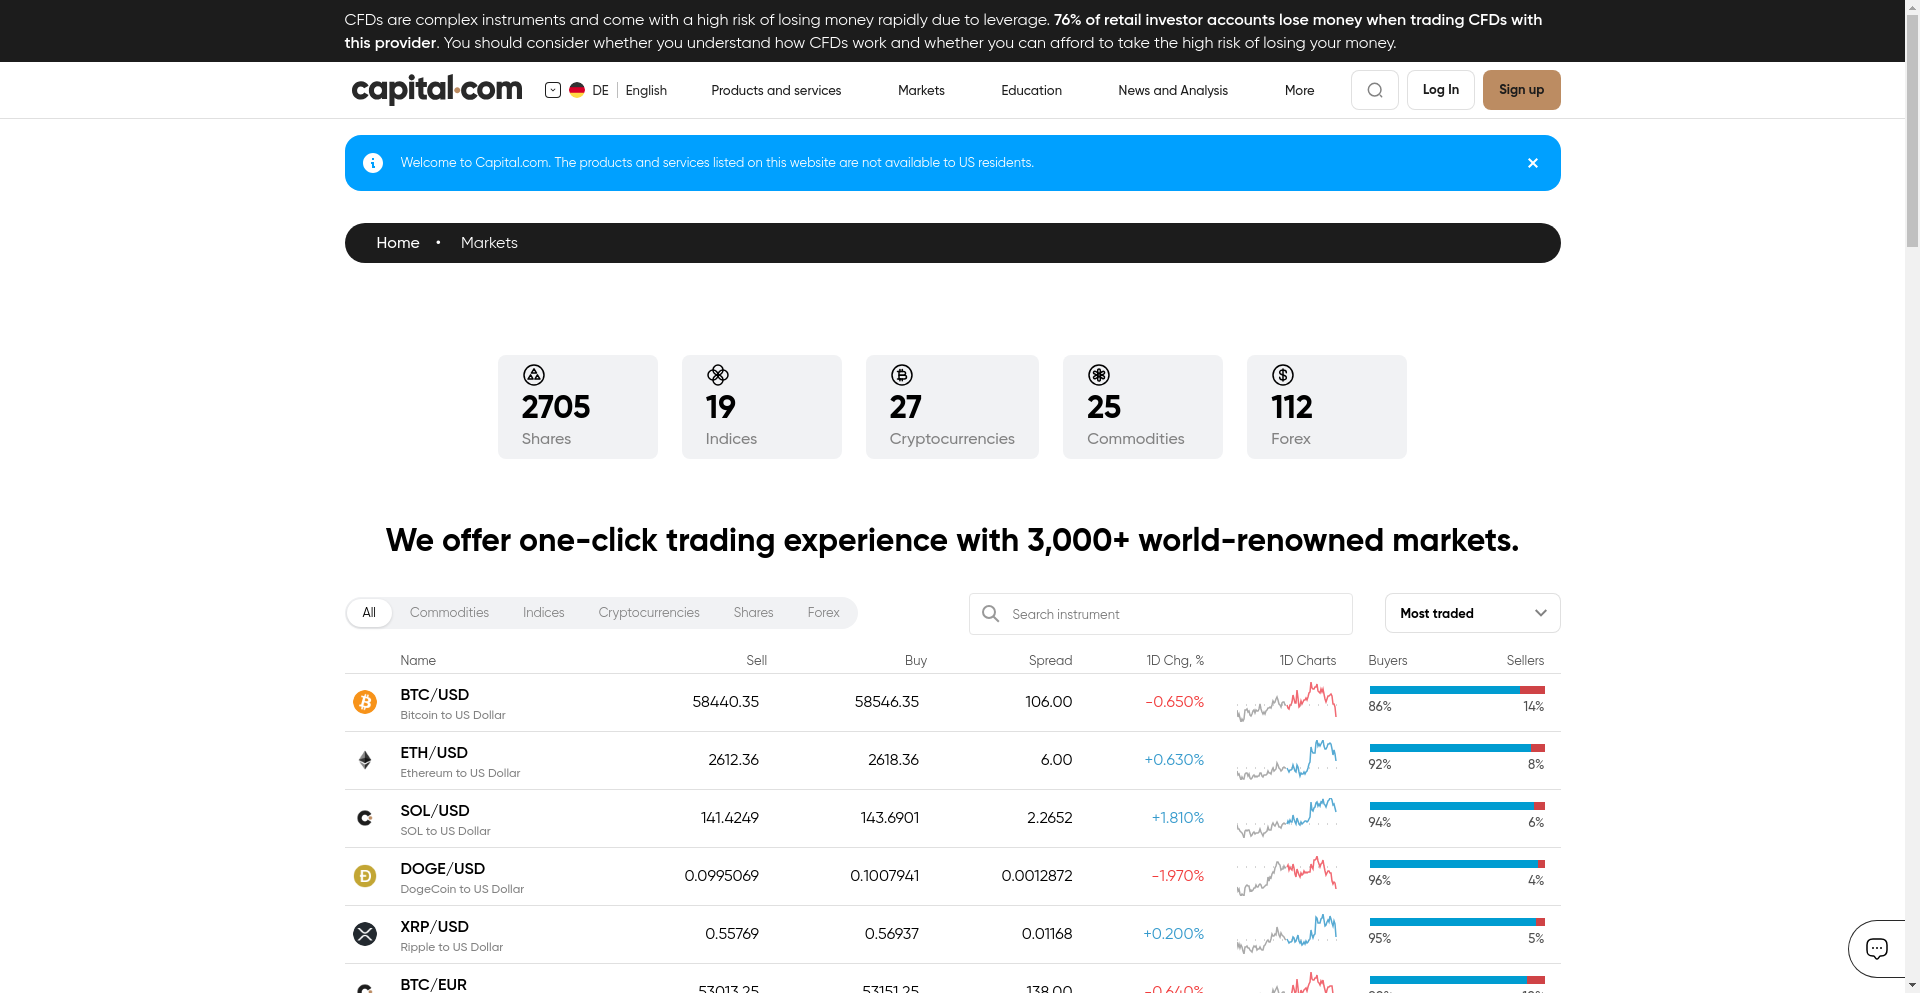 CFDs are complex instruments and come with a high risk of losing money rapidly due to leverage. 76% of retail investor accounts lose money when trading CFDs with
this provider. You should consider whether you understand how CFDs work and whether you can afford to take the high risk of losing your money.
capital.com DE English Products and services Markets Education News and Analysis More Log In Sign up
Welcome to Capital.com. The products and services listed on this website are not available to US residents.
Home • Markets
2705 19 27 25 112
Shares Indices Cryptocurrencies Commodities Forex
We offer one-click trading experience with 3,000+ world-renowned markets.
All Commodities Indices Cryptocurrencies Shares Forex Search instrument Most traded
Name Sell Buy Spread 1D Chg, % 1D Charts Buyers Sellers
BTC/USD 58440.35 58546.35 106.00 -0.650% 86% 14%
Bitcoin to US Dollar
ETH/USD 2612.36 2618.36 6.00 +0.630% 92% 8%
Ethereum to US Dollar
SOL/USD 141.4249 143.6901 2.2652 +1.810% 94% 6%
SOL to US Dollar
DOGE/USD 0.0995069 0.1007941 0.0012872 -1.970% 96% 4%
DogeCoin to US Dollar
XRP/USD 0.55769 0.56937 0.01168 +0.200% 95% 5%
Ripple to US Dollar
BTC/EUR 53013.25 53151.25 138.00 -0.640%